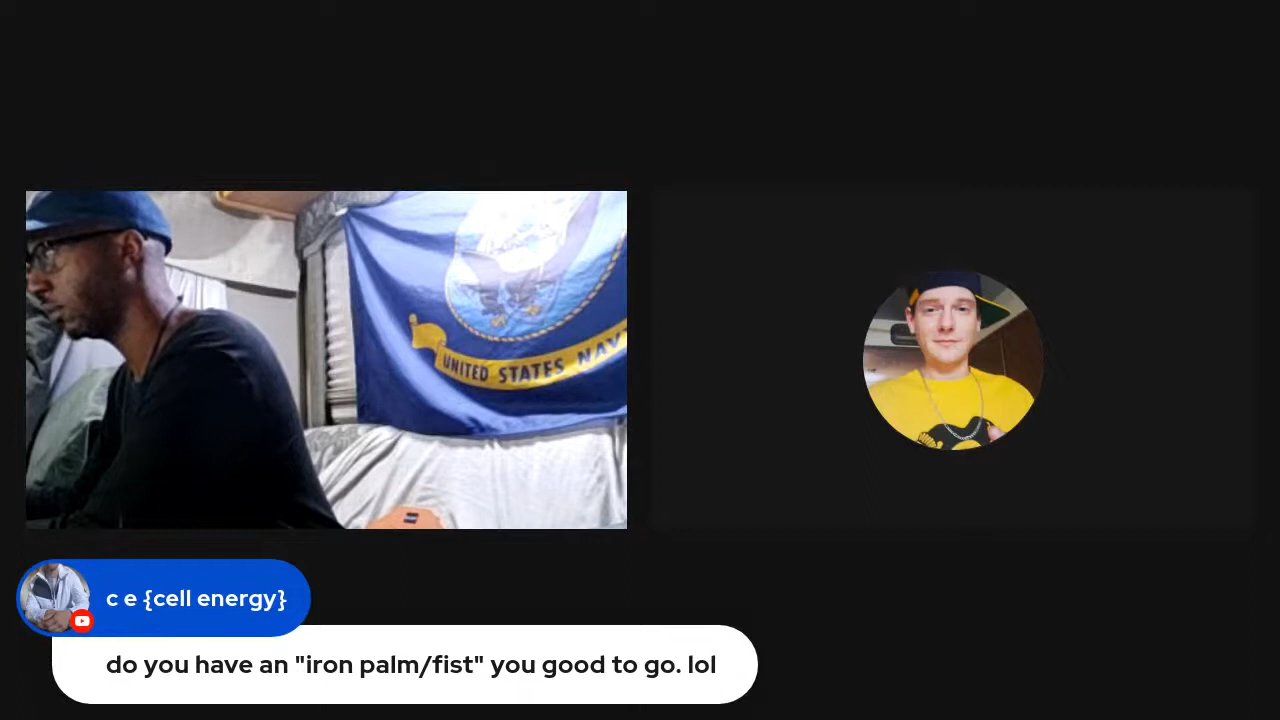 UNITED STATES NAV
c e {cell energy}
do you have an "iron palm/fist" you good to go. lol